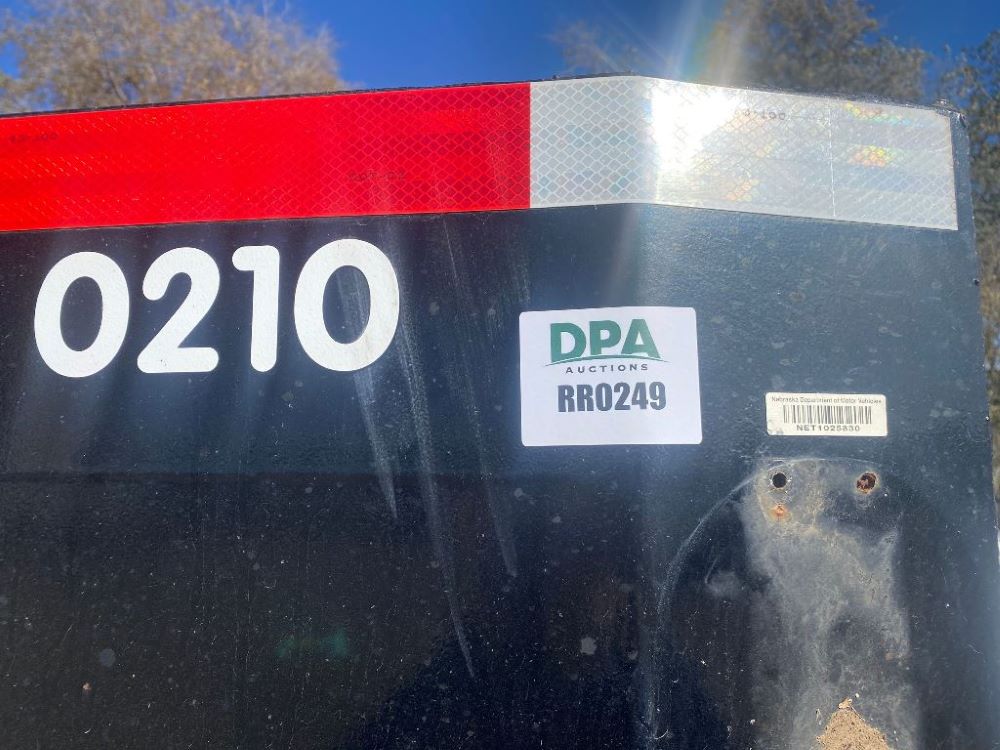 0210
DPA
AUCTIONS
RR0249
Nebraska Department of Motor Vehicles
NET1025830